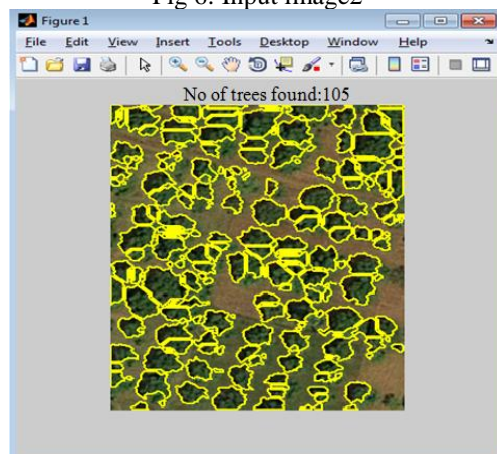 Fig 6: Input Image2
Figure 1
File Edit View Insert Tools Desktop Window Help
No of trees found:105